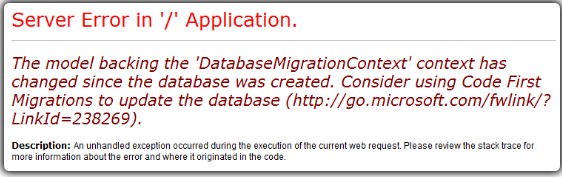 Server Error in '/' Application.
The model backing the 'DatabaseMigrationContext' context has
changed since the database was created. Consider using Code First
Migrations to update the database (http://go.microsoft.com/fwlink/?
LinkId=238269).
Description: An unhandled exception occurred during the execution of the current web request. Please review the stack trace for
more information about the error and where it originated in the code.